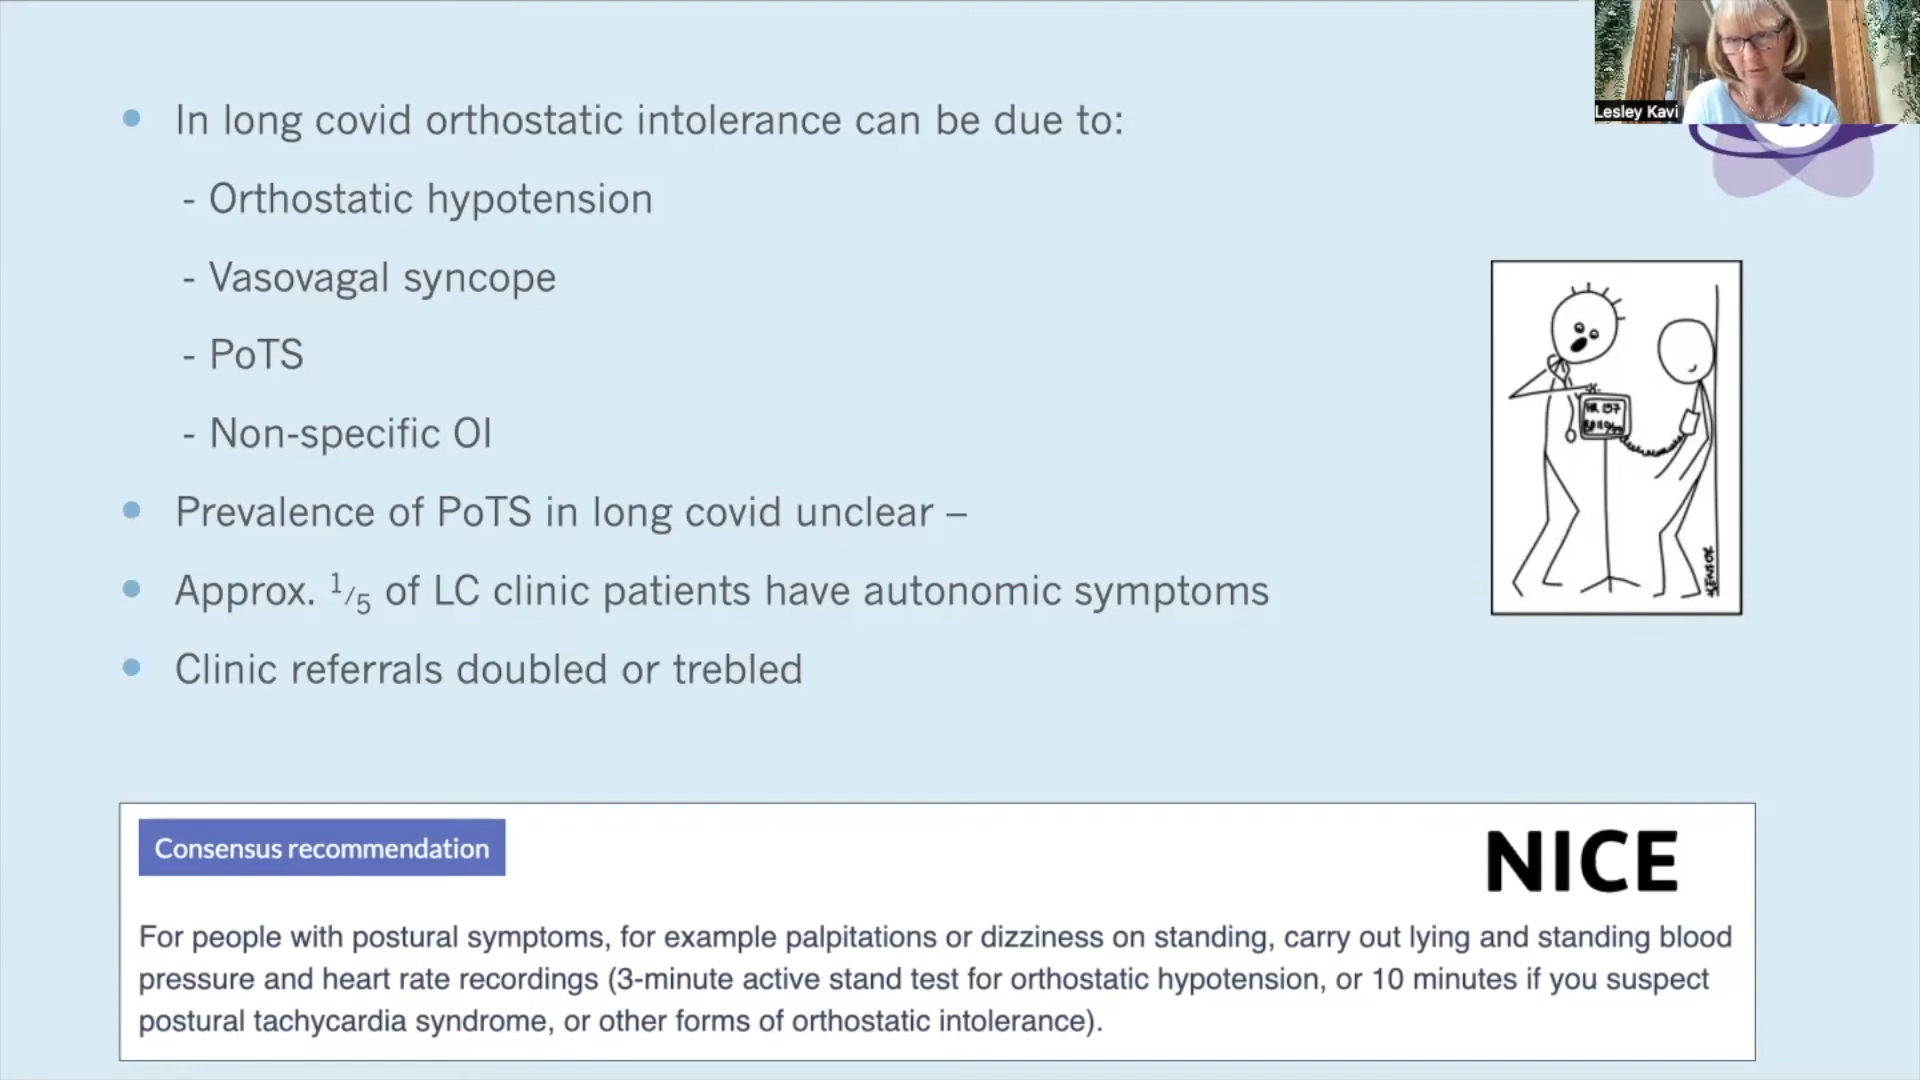 Lesley Kavi
• In long covid orthostatic intolerance can be due to:
- Orthostatic hypotension
- Vasovagal syncope
- PoTS
- Non-specific OI
• Prevalence of PoTS in long covid unclear –
• Approx. 1/5 of LC clinic patients have autonomic symptoms
• Clinic referrals doubled or trebled
HR 157
Consensus recommendation
NICE
For people with postural symptoms, for example palpitations or dizziness on standing, carry out lying and standing blood
pressure and heart rate recordings (3-minute active stand test for orthostatic hypotension, or 10 minutes if you suspect
postural tachycardia syndrome, or other forms of orthostatic intolerance).